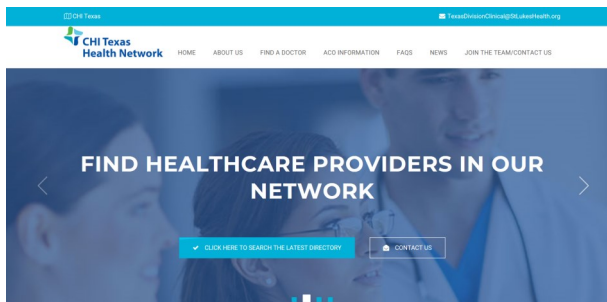 CHI Texas
TexasDivisionClinical@StLukesHealth.org
CHI Texas
Health Network
HOME ABOUT US FIND A DOCTOR ACO INFORMATION FAQS NEWS JOIN THE TEAM/CONTACT US
FIND HEALTHCARE PROVIDERS IN OUR
NETWORK
CLICK HERE TO SEARCH THE LATEST DIRECTORY
CONTACT US